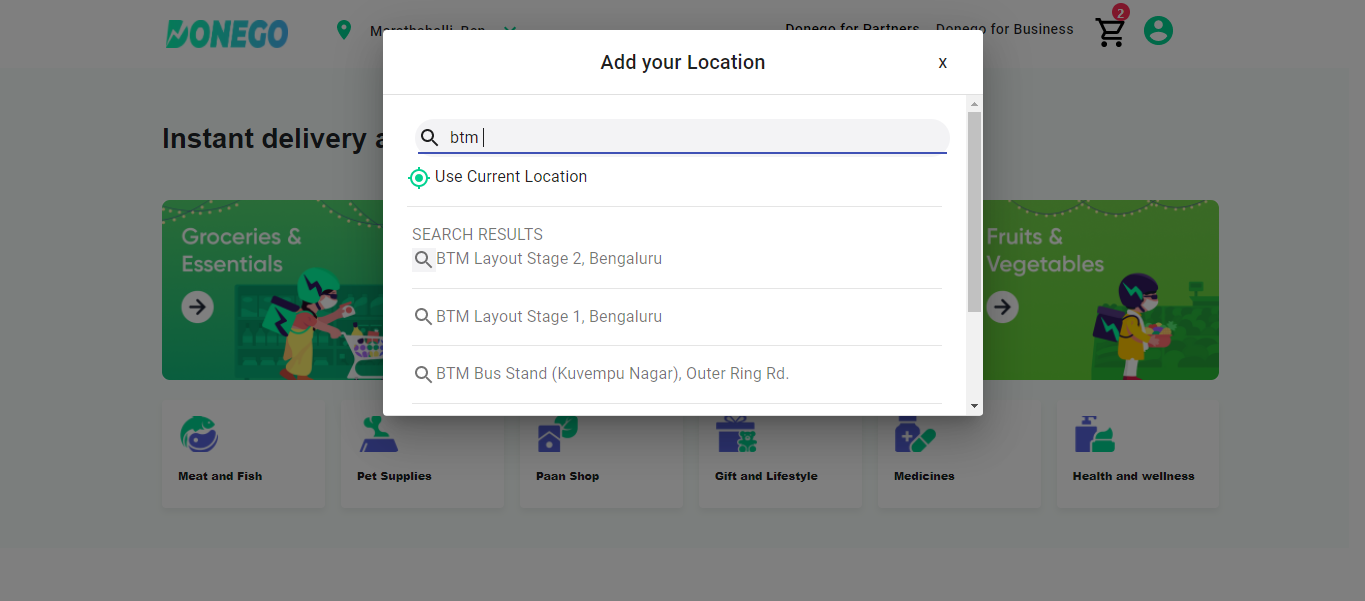 DONEGO
Donego for Partners
Donego for Business
2
Add your Location
x
Instant delivery
btm
Use Current Location
SEARCH RESULTS
BTM Layout Stage 2, Bengaluru
BTM Layout Stage 1, Bengaluru
BTM Bus Stand (Kuvempu Nagar), Outer Ring Rd.
Groceries &
Essentials
Fruits &
Vegetables
Meat and Fish
Pet Supplies
Paan Shop
Gift and Lifestyle
Medicines
Health and wellness